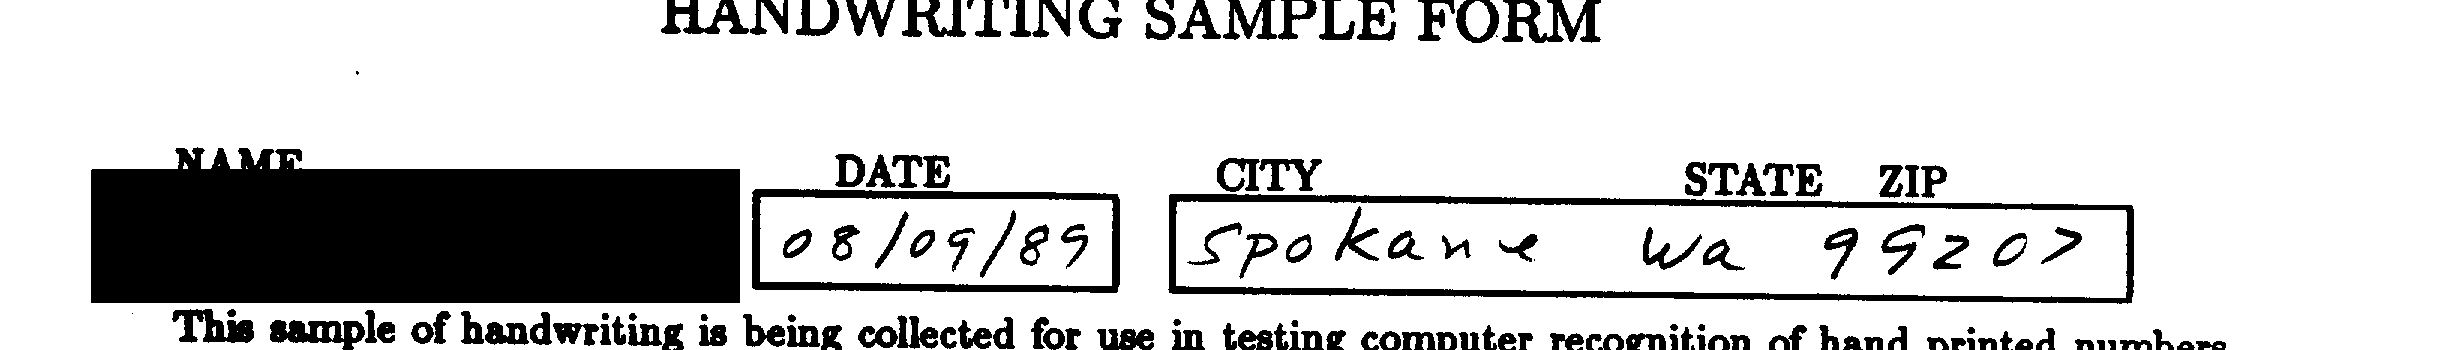 HANDWRITING SAMPLE FORM
NAME DATE CITY STATE ZIP
08/09/89 Spokane Wa 99207
This sample of handwriting is being collected for use in testing computer recognition of hand printed numbers